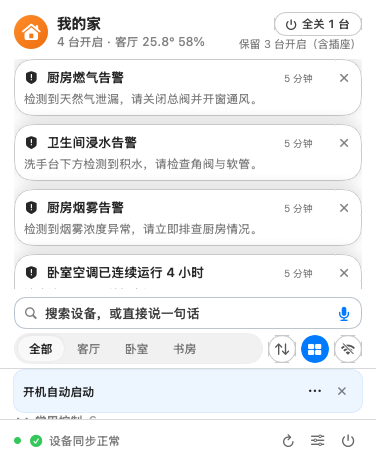 我的家
全关 1 台
4 台开启 · 客厅 25.8° 58%
保留 3 台开启（含插座）
厨房燃气告警
5 分钟
检测到天然气泄漏，请关闭总阀并开窗通风。
卫生间浸水告警
5 分钟
洗手台下方检测到积水，请检查角阀与软管。
厨房烟雾告警
5 分钟
检测到烟雾浓度异常，请立即排查厨房情况。
卧室空调已连续运行 4 小时
5 分钟
搜索设备，或直接说一句话
全部
客厅
卧室
书房
开机自动启动
设备同步正常